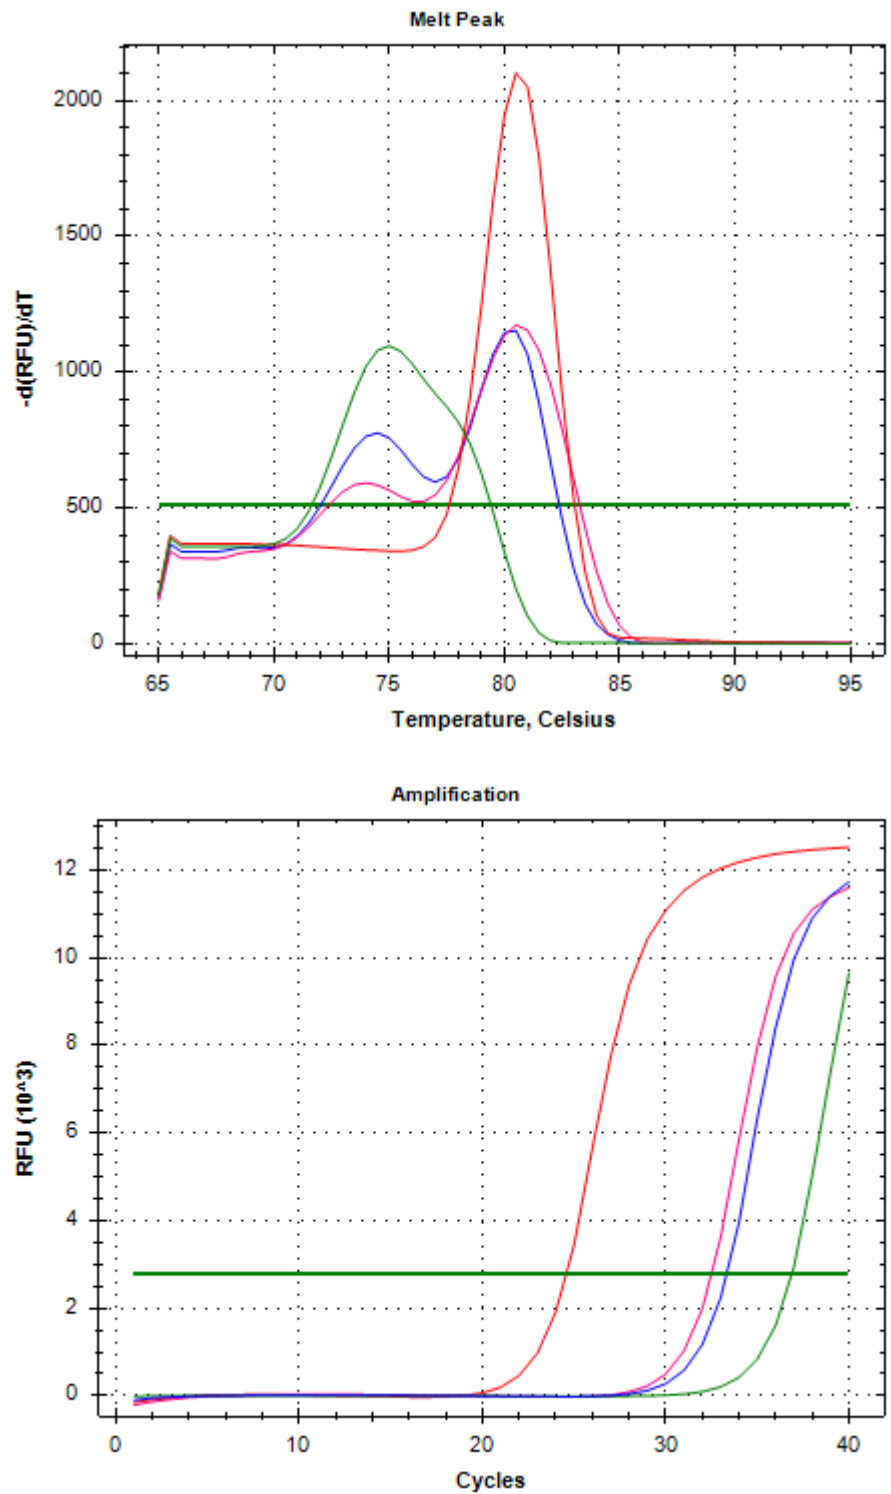 Melt Peak
2000
1500
1000
500
0
-d(RFU)/dT
65 70 75 80 85 90 95
Temperature, Celsius
Amplification
12
10
8
6
4
2
0
RFU (10^3)
0 10 20 30 40
Cycles